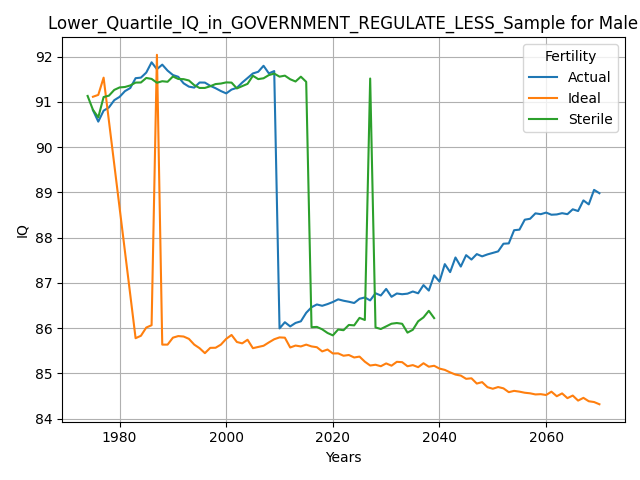 Lower_Quartile_IQ_in_GOVERNMENT_REGULATE_LESS_Sample for Male
Fertility
Actual
Ideal
Sterile
IQ
92
91
90
89
88
87
86
85
84
1980
2000
2020
2040
2060
Years